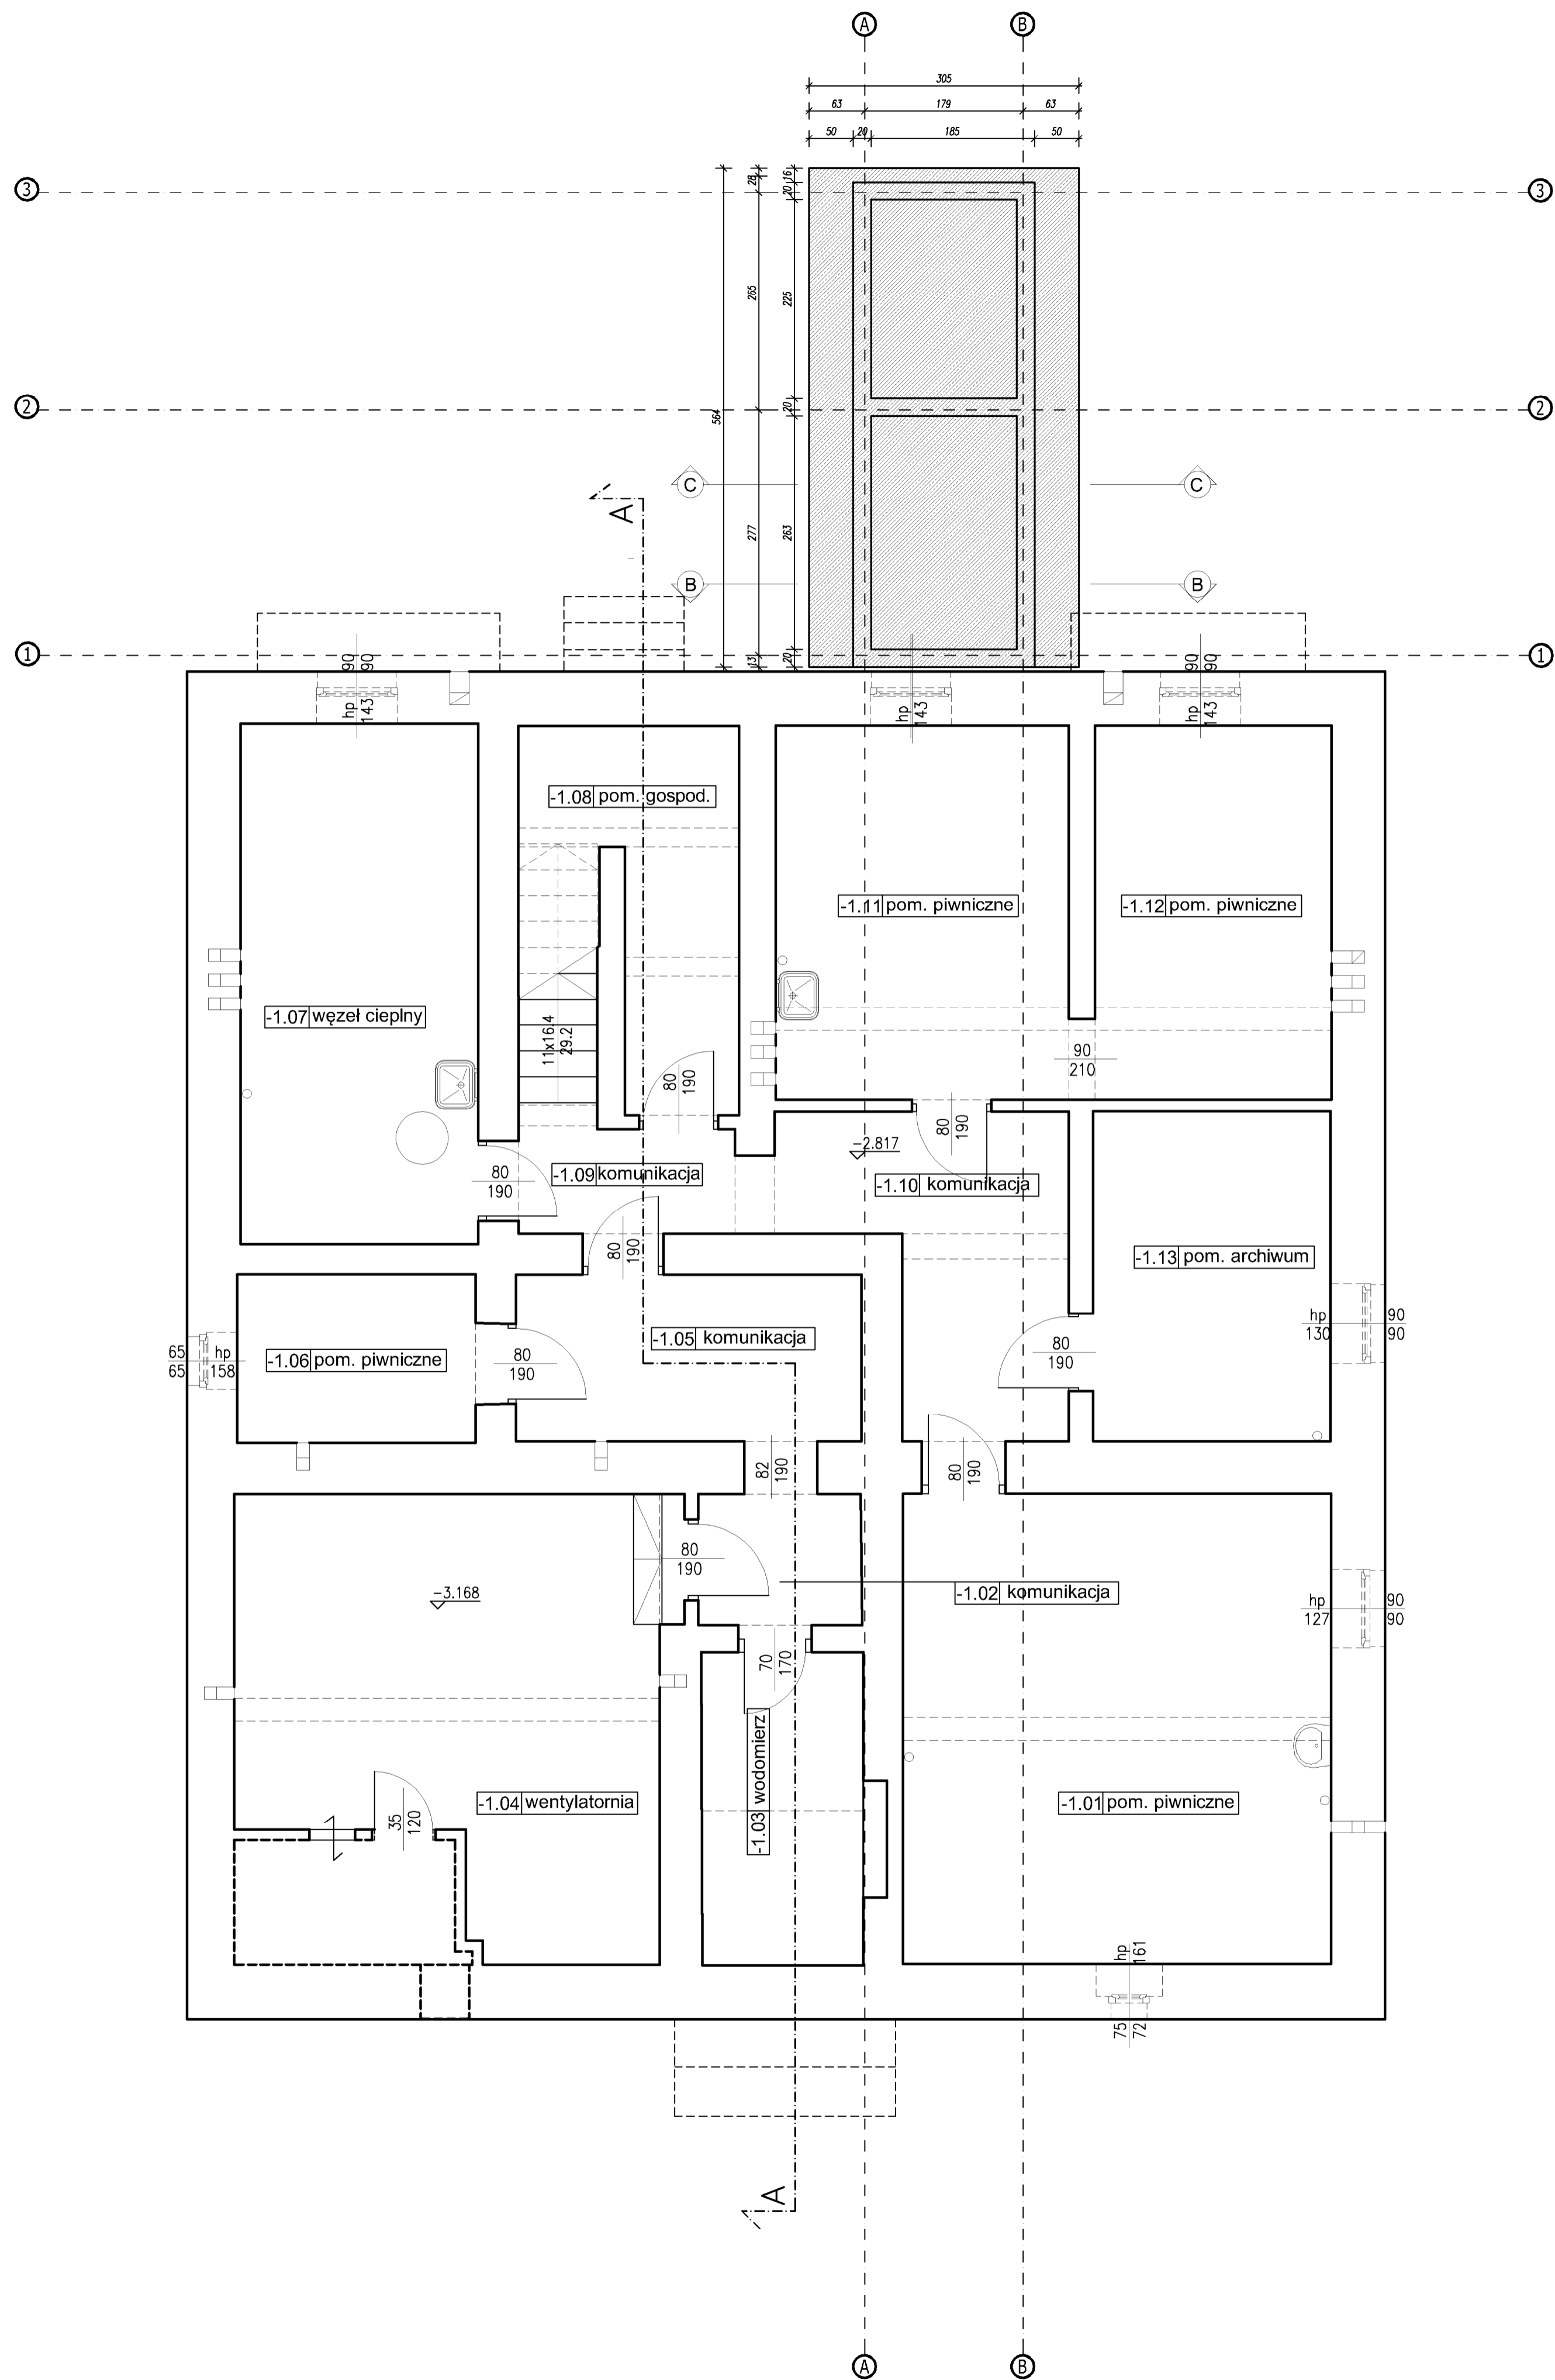 A B
305
63 179 63
50 20 185 50
3 28 16 20 3
265 225
2 20 2
564
C C
A
277 263
B B
1 13 20 1
90 90 90 90
hp 143 hp 143 hp 143
-1.08 pom. gospod.
-1.11 pom. piwniczne -1.12 pom. piwniczne
-1.07 węzeł cieplny
11x16.4
29.2
90
210
80
190
80
190
-2.817
-1.09 komunikacja
80
190
-1.10 komunikacja
80
190
-1.13 pom. archiwum
hp
130
90
90
-1.05 komunikacja
65
65
hp
158
-1.06 pom. piwniczne
80
190
80
190
82
190
80
190
80
190
-3.168
-1.02 komunikacja
hp
127
90
90
70
170
-1.03 wodomierz
-1.04 wentylatornia
-1.01 pom. piwniczne
35
120
hp
161
75
72
A
A B